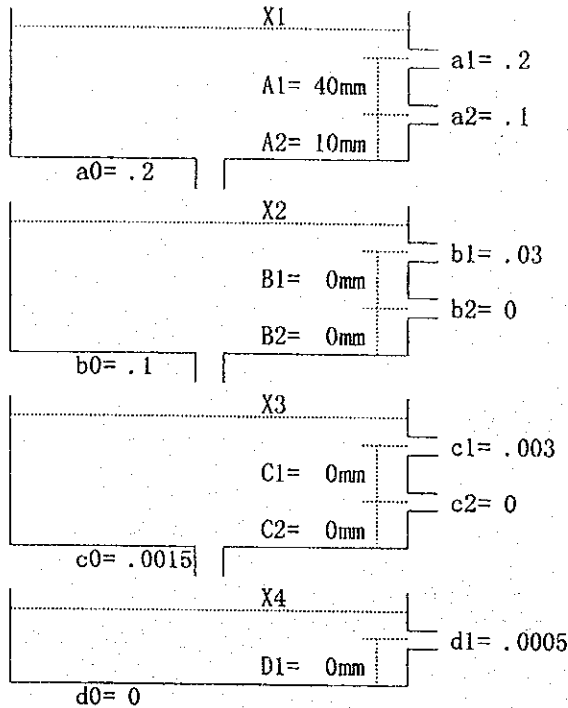 X1
a1= .2
A1= 40mm
a2= .1
A2= 10mm
a0= .2
X2
b1= .03
B1= 0mm
b2= 0
B2= 0mm
b0= .1
X3
c1= .003
C1= 0mm
c2= 0
C2= 0mm
c0= .0015
X4
d1= .0005
D1= 0mm
d0= 0